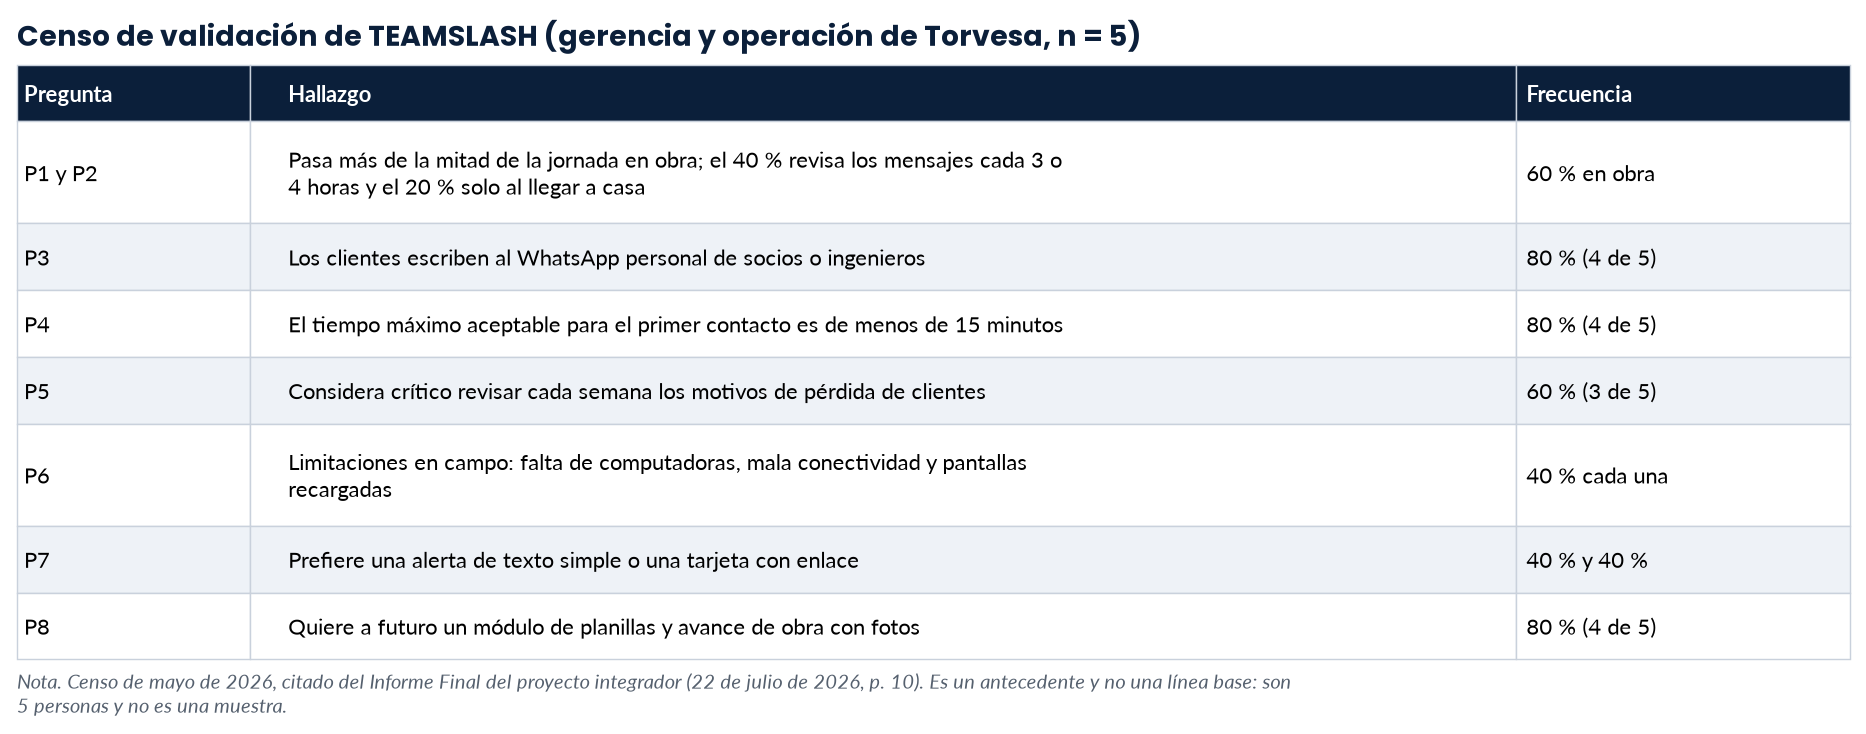 Censo de validación de TEAMSLASH (gerencia y operación de Torvesa, n = 5)
Pregunta Hallazgo Frecuencia
P1 y P2
Pasa más de la mitad de la jornada en obra; el 40 % revisa los mensajes cada 3 o
4 horas y el 20 % solo al llegar a casa
60 % en obra
P3 Los clientes escriben al WhatsApp personal de socios o ingenieros 80 % (4 de 5)
P4 El tiempo máximo aceptable para el primer contacto es de menos de 15 minutos 80 % (4 de 5)
P5 Considera crítico revisar cada semana los motivos de pérdida de clientes 60 % (3 de 5)
P6
Limitaciones en campo: falta de computadoras, mala conectividad y pantallas
recargadas
40 % cada una
P7 Prefiere una alerta de texto simple o una tarjeta con enlace 40 % y 40 %
P8 Quiere a futuro un módulo de planillas y avance de obra con fotos 80 % (4 de 5)
Nota. Censo de mayo de 2026, citado del Informe Final del proyecto integrador (22 de julio de 2026, p. 10). Es un antecedente y no una línea base: son
5 personas y no es una muestra.